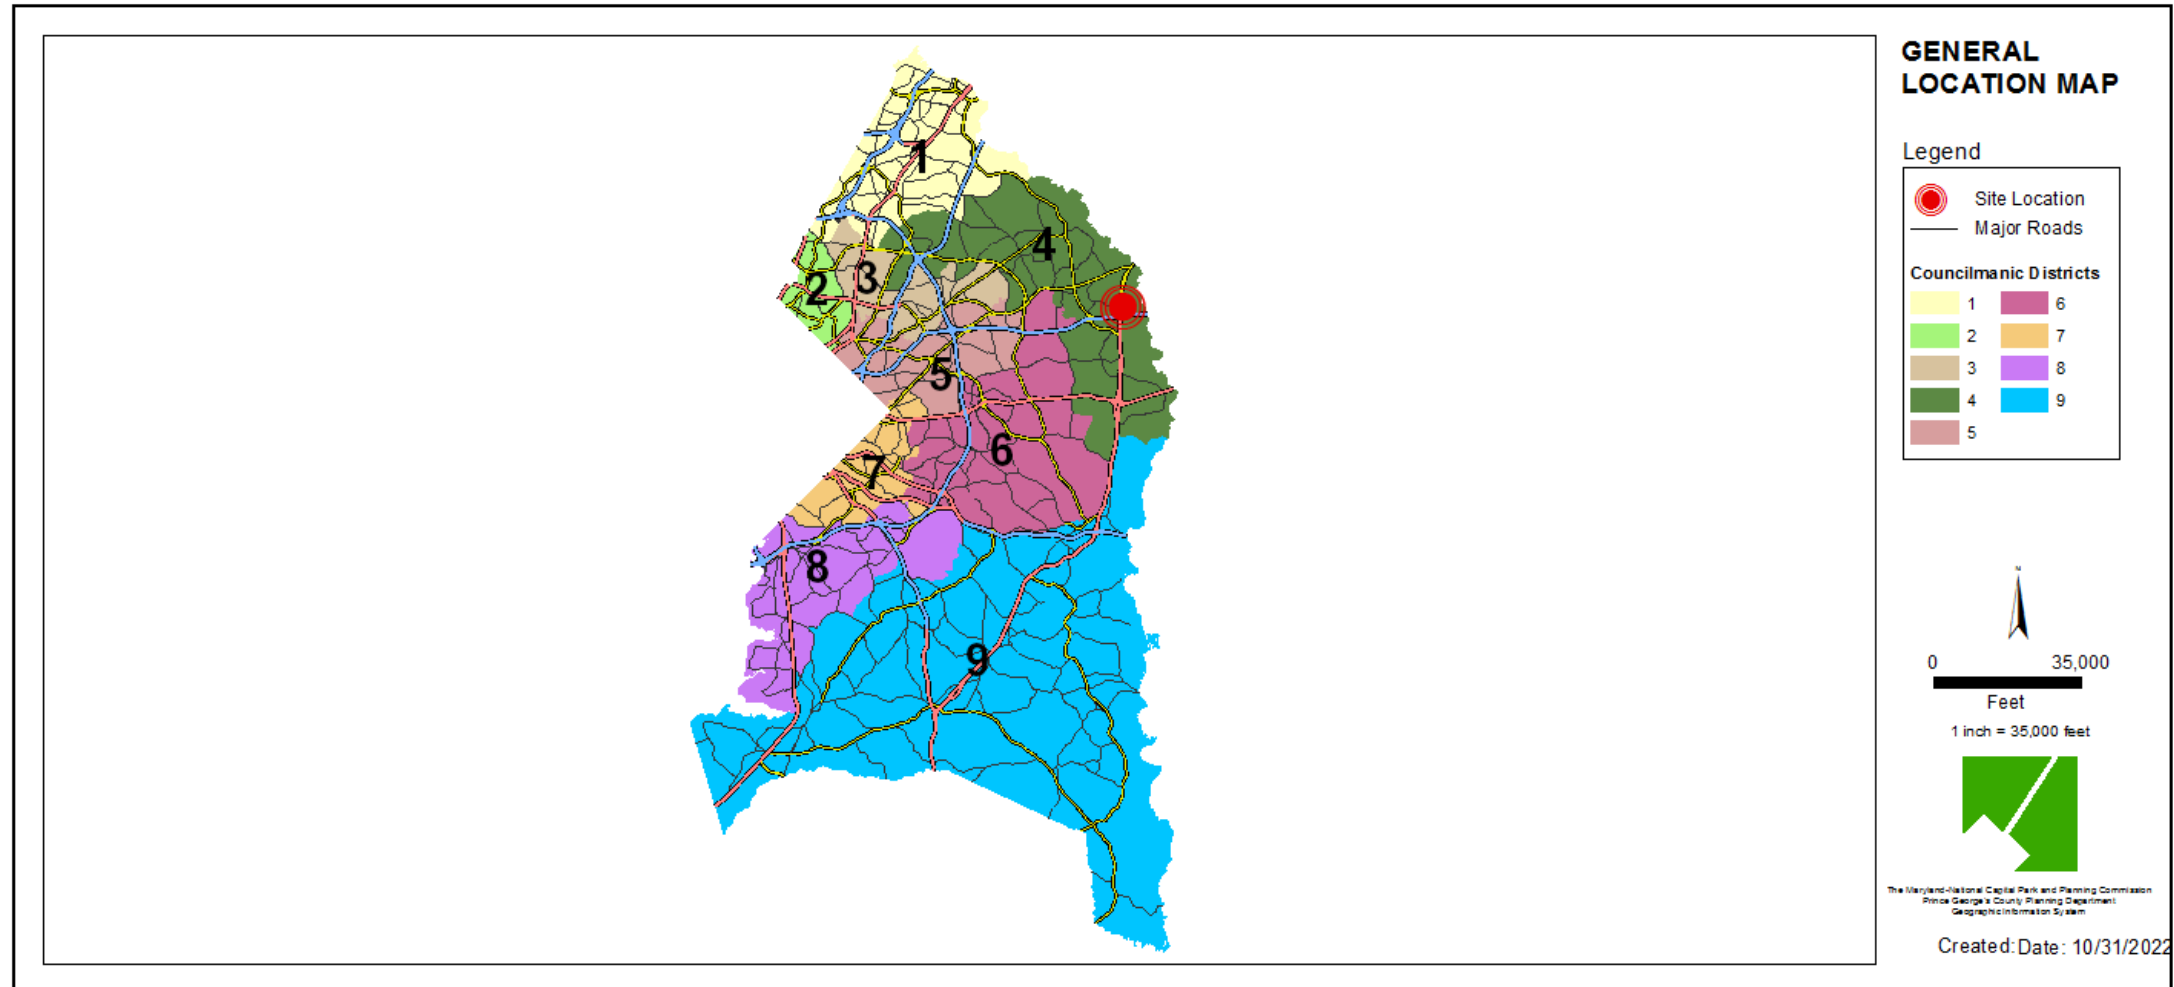 GENERAL
LOCATION MAP
Legend
Site Location
Major Roads
Councilmanic Districts
1 6
2 7
3 8
4 9
5
1
4
3
2
5
6
7
8
9
N
0 35,000
Feet
1 inch = 35,000 feet
The Maryland-National Capital Park and Planning Commission
Prince George's County Planning Department
Geographic Information System
Created: Date: 10/31/2022